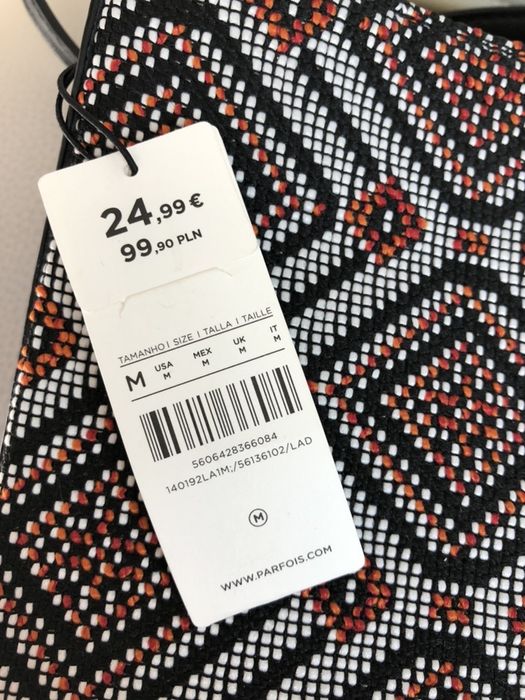 24,99 €
99,90 PLN
TAMANHO | SIZE | TALLA | TAILLE
M USA M MEX M UK M IT M
5606428366084
140192LA1M;/56136102/LAD
M
WWW.PARFOIS.COM